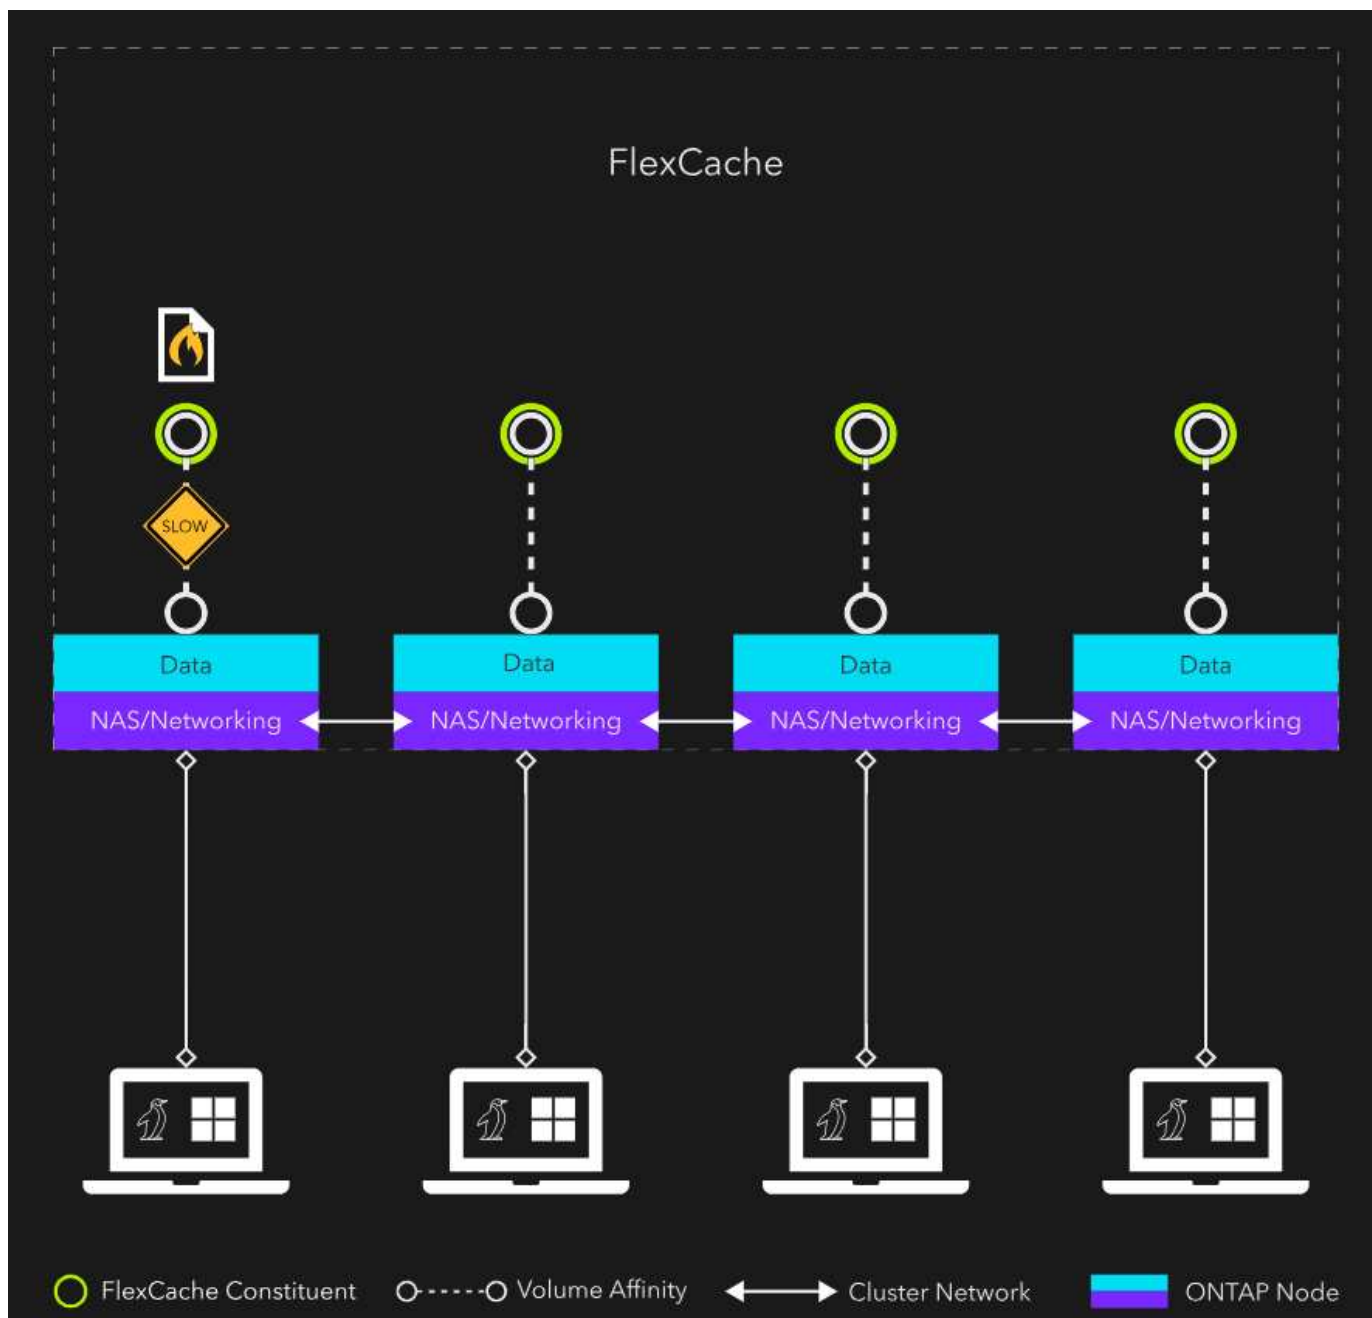 FlexCache
SLOW
Data Data Data Data
NAS/Networking NAS/Networking NAS/Networking NAS/Networking
FlexCache Constituent Volume Affinity Cluster Network ONTAP Node